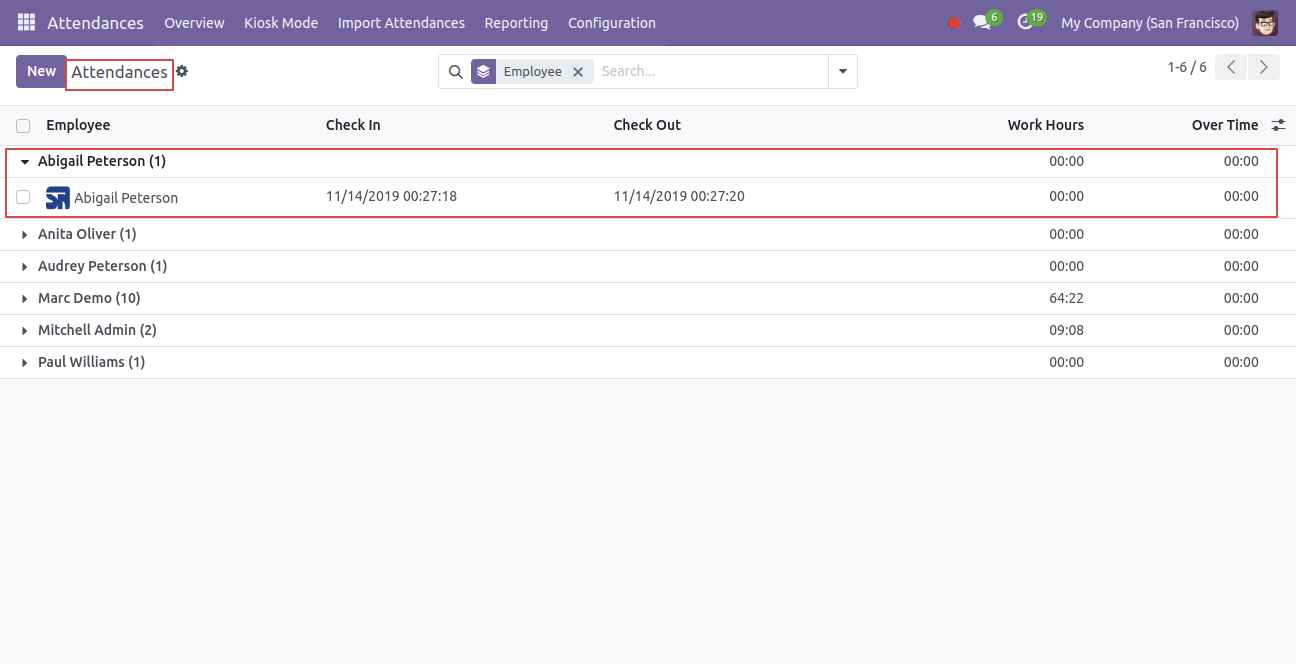 Attendances Overview Kiosk Mode Import Attendances Reporting Configuration 6 19 My Company (San Francisco)
New Attendances Employee Search... 1-6 / 6
Employee Check In Check Out Work Hours Over Time
Abigail Peterson (1) 00:00 00:00
SA Abigail Peterson 11/14/2019 00:27:18 11/14/2019 00:27:20 00:00 00:00
Anita Oliver (1) 00:00 00:00
Audrey Peterson (1) 00:00 00:00
Marc Demo (10) 64:22 00:00
Mitchell Admin (2) 09:08 00:00
Paul Williams (1) 00:00 00:00